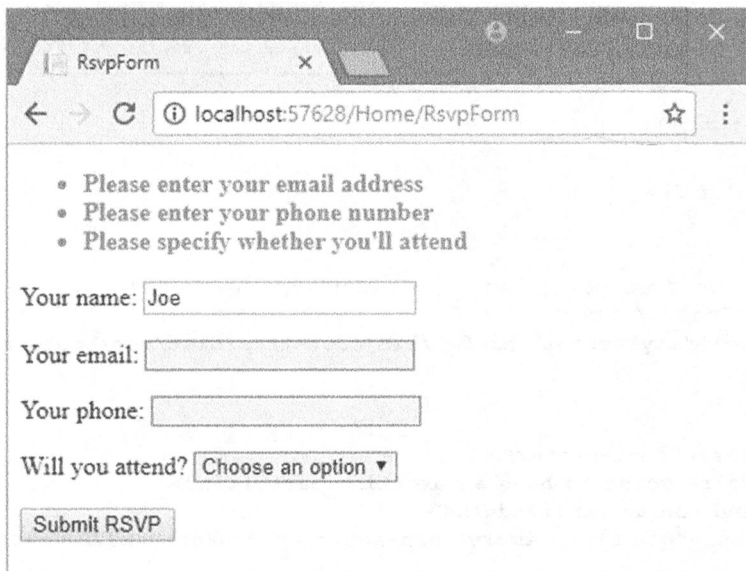 RsvpForm
localhost:57628/Home/RsvpForm
Please enter your email address
Please enter your phone number
Please specify whether you'll attend
Your name: Joe
Your email:
Your phone:
Will you attend? Choose an option
Submit RSVP